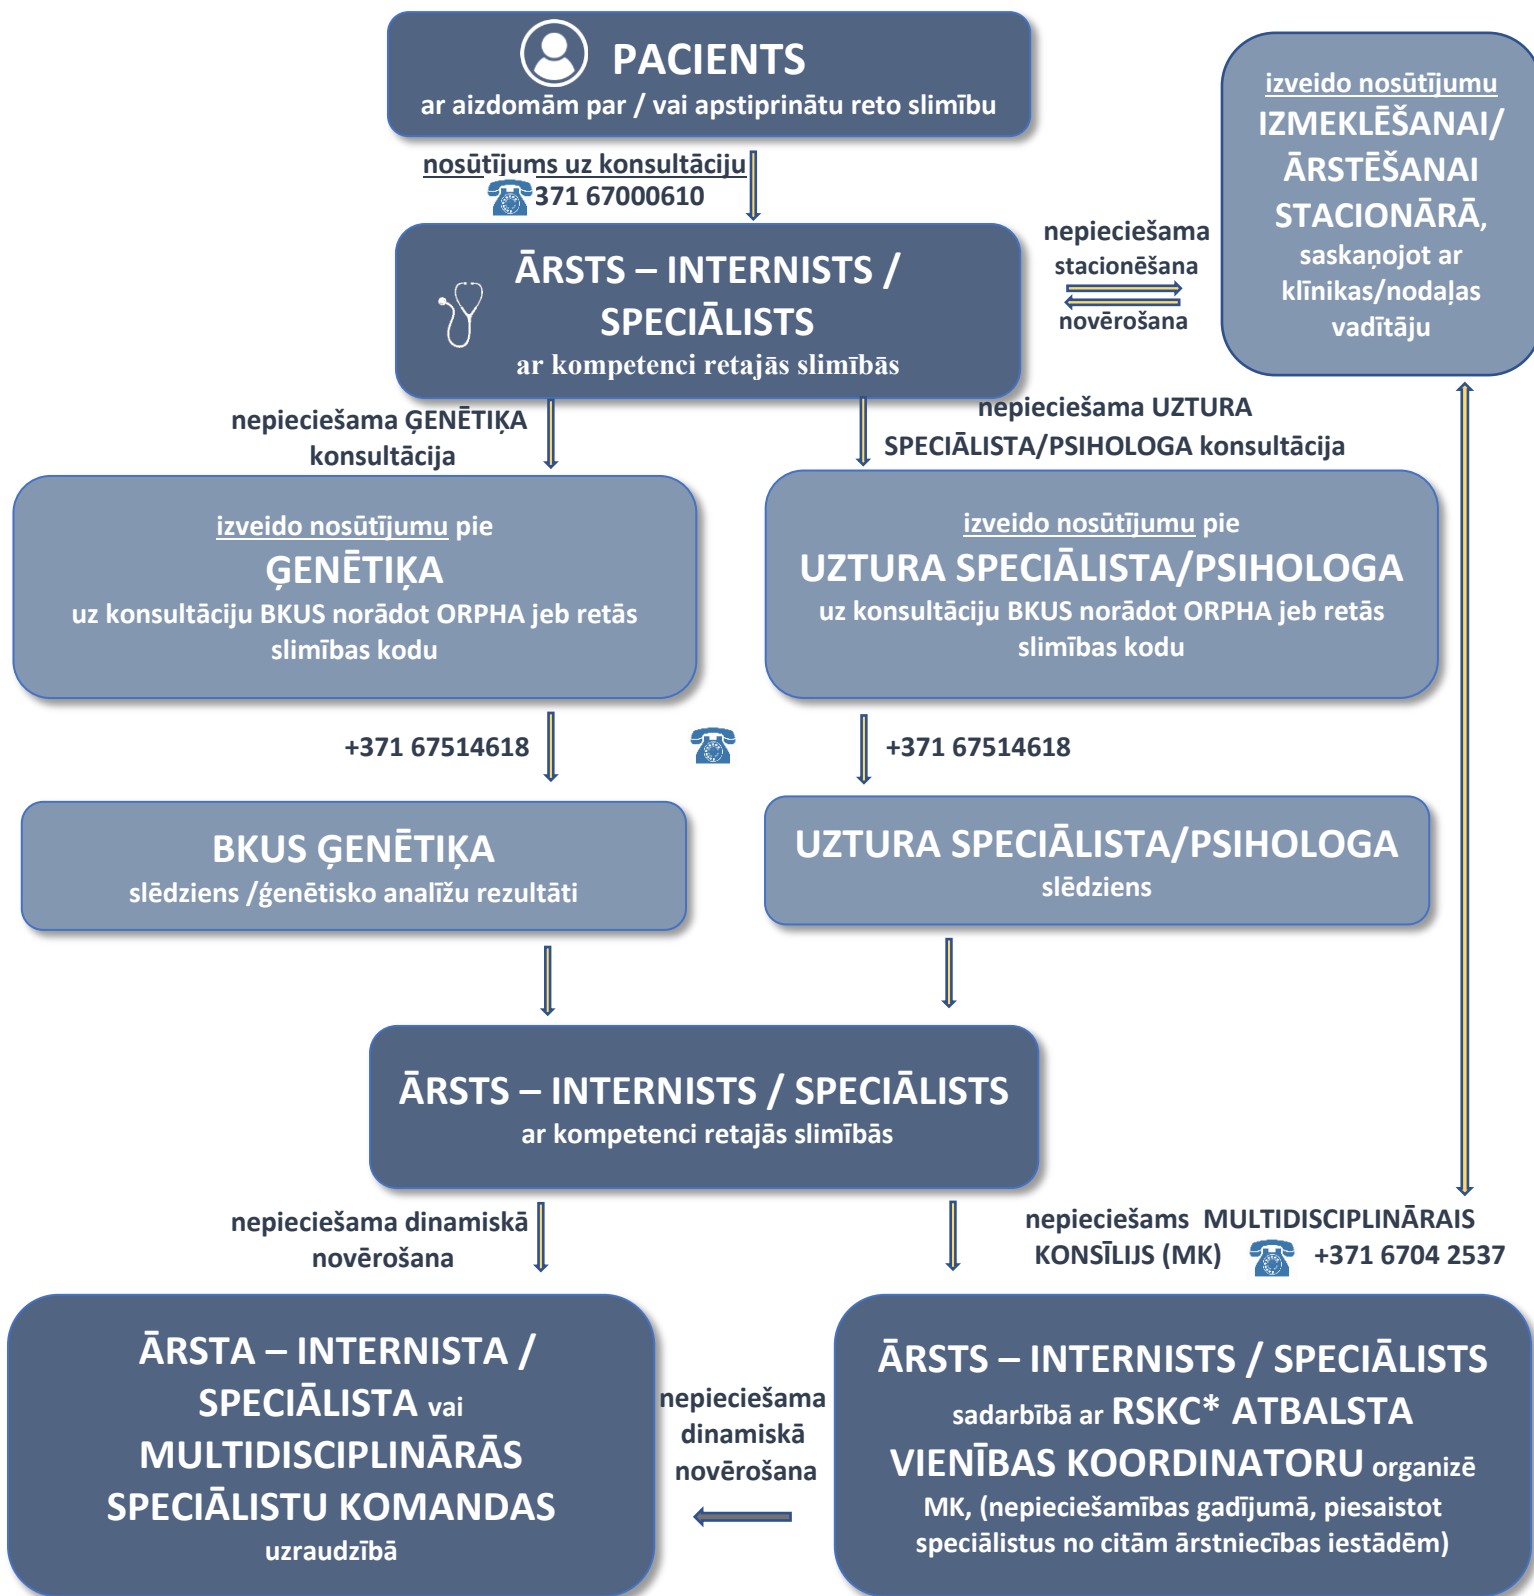 PACIENTS
ar aizdomām par / vai apstiprinātu reto slimību
nosūtījums uz konsultāciju
371 67000610
izveido nosūtījumu
IZMEKLĒŠANAI/
ĀRSTĒŠANAI
STACIONĀRĀ,
saskaņojot ar
klīnikas/nodaļas
vadītāju
ĀRSTS – INTERNISTS /
SPECIĀLISTS
ar kompetenci retajās slimībās
nepieciešama
stacionēšana
novērošana
nepieciešama ĢENĒTIĶA
konsultācija
nepieciešama UZTURA
SPECIĀLISTA/PSIHOLOGA konsultācija
izveido nosūtījumu pie
ĢENĒTIĶA
uz konsultāciju BKUS norādot ORPHA jeb retās
slimības kodu
izveido nosūtījumu pie
UZTURA SPECIĀLISTA/PSIHOLOGA
uz konsultāciju BKUS norādot ORPHA jeb retās
slimības kodu
+371 67514618
+371 67514618
BKUS ĢENĒTIĶA
slēdziens /ģenētisko analīžu rezultāti
UZTURA SPECIĀLISTA/PSIHOLOGA
slēdziens
ĀRSTS – INTERNISTS / SPECIĀLISTS
ar kompetenci retajās slimībās
nepieciešama dinamiskā
novērošana
nepieciešams MULTIDISCIPLINĀRAIS
KONSĪLIJS (MK) +371 6704 2537
ĀRSTA – INTERNISTA /
SPECIĀLISTA vai
MULTIDISCIPLINĀRĀS
SPECIĀLISTU KOMANDAS
uzraudzībā
nepieciešama
dinamiskā
novērošana
ĀRSTS – INTERNISTS / SPECIĀLISTS
sadarbībā ar RSKC* ATBALSTA
VIENĪBAS KOORDINATORU organizē
MK, (nepieciešamības gadījumā, piesaistot
speciālistus no citām ārstniecības iestādēm)